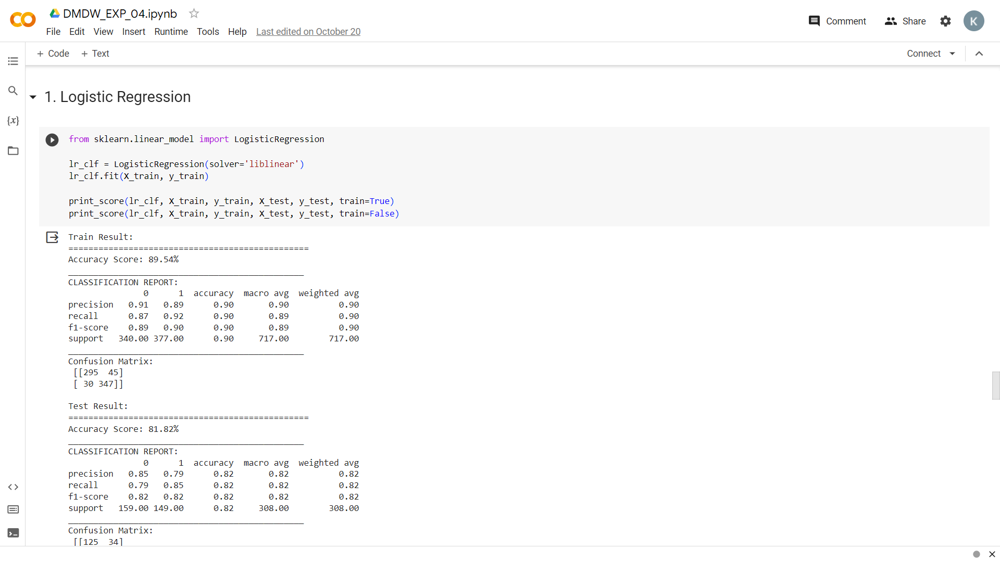 DMDW_EXP_04.ipynb
File Edit View Insert Runtime Tools Help Last edited on October 20
Comment Share K
+ Code + Text
Connect
{x}
1. Logistic Regression
from sklearn.linear_model import LogisticRegression
lr_clf = LogisticRegression(solver='liblinear')
lr_clf.fit(X_train, y_train)
print_score(lr_clf, X_train, y_train, X_test, y_test, train=True)
print_score(lr_clf, X_train, y_train, X_test, y_test, train=False)
Train Result:
================================================
Accuracy Score: 89.54%
_______________________________________________
CLASSIFICATION REPORT:
0 1 accuracy macro avg weighted avg
precision 0.91 0.89 0.90 0.90 0.90
recall 0.87 0.92 0.90 0.89 0.90
f1-score 0.89 0.90 0.90 0.89 0.90
support 340.00 377.00 0.90 717.00 717.00
_______________________________________________
Confusion Matrix:
[[295 45]
[ 30 347]]
Test Result:
================================================
Accuracy Score: 81.82%
_______________________________________________
CLASSIFICATION REPORT:
0 1 accuracy macro avg weighted avg
precision 0.85 0.79 0.82 0.82 0.82
recall 0.79 0.85 0.82 0.82 0.82
f1-score 0.82 0.82 0.82 0.82 0.82
support 159.00 149.00 0.82 308.00 308.00
_______________________________________________
Confusion Matrix:
[[125 34]